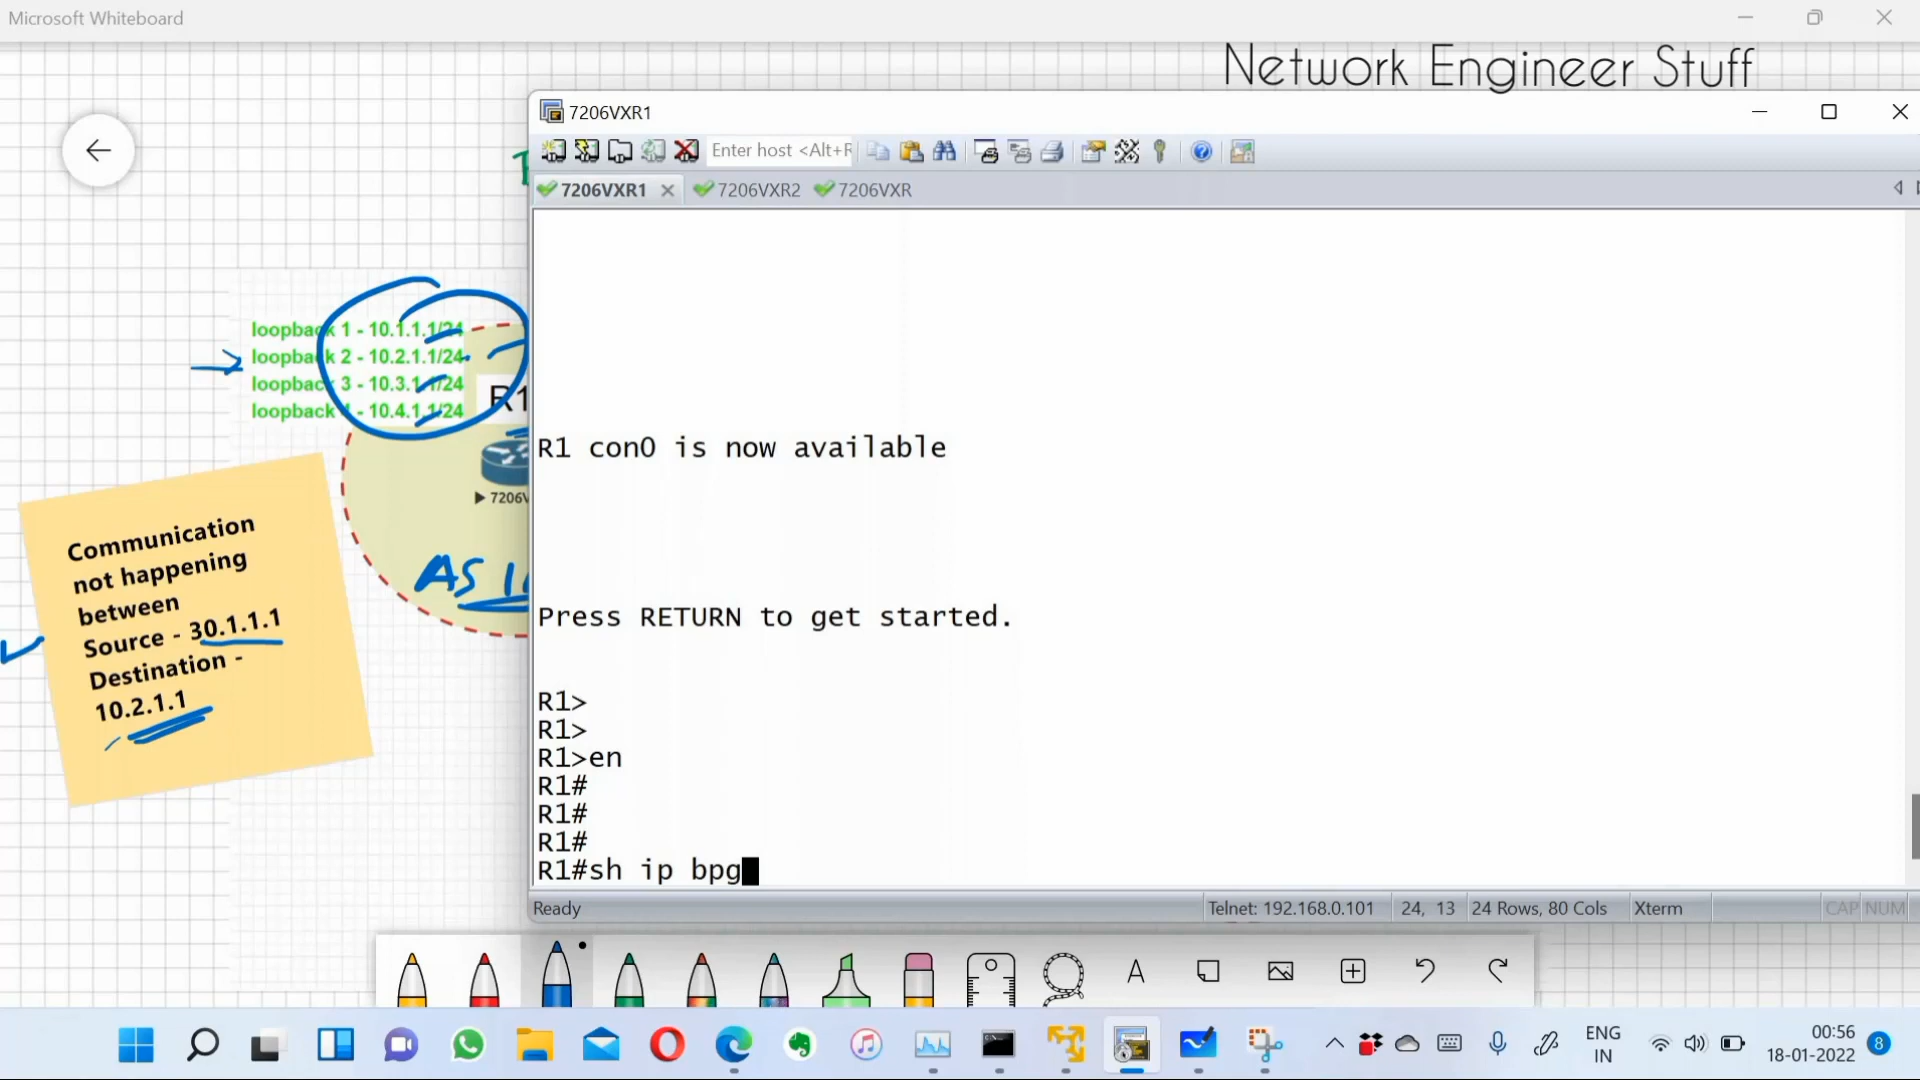 Microsoft Whiteboard
Network Engineer Stuff
7206VXR1
Enter host <Alt+R
7206VXR1
7206VXR2
7206VXR
loopback 1 - 10.1.1.1/24
loopback 2 - 10.2.1.1/24
loopback 3 - 10.3.1.1/24
loopback 4 - 10.4.1.1/24
R1
7206V
AS 1
Communication
not happening
between
Source - 30.1.1.1
Destination -
10.2.1.1
R1 con0 is now available
Press RETURN to get started.
R1>
R1>
R1>en
R1#
R1#
R1#
R1#sh ip bpg
Ready
Telnet: 192.168.0.101
24, 13
24 Rows, 80 Cols
Xterm
CAP NUM
A
ENG
IN
00:56
18-01-2022
8